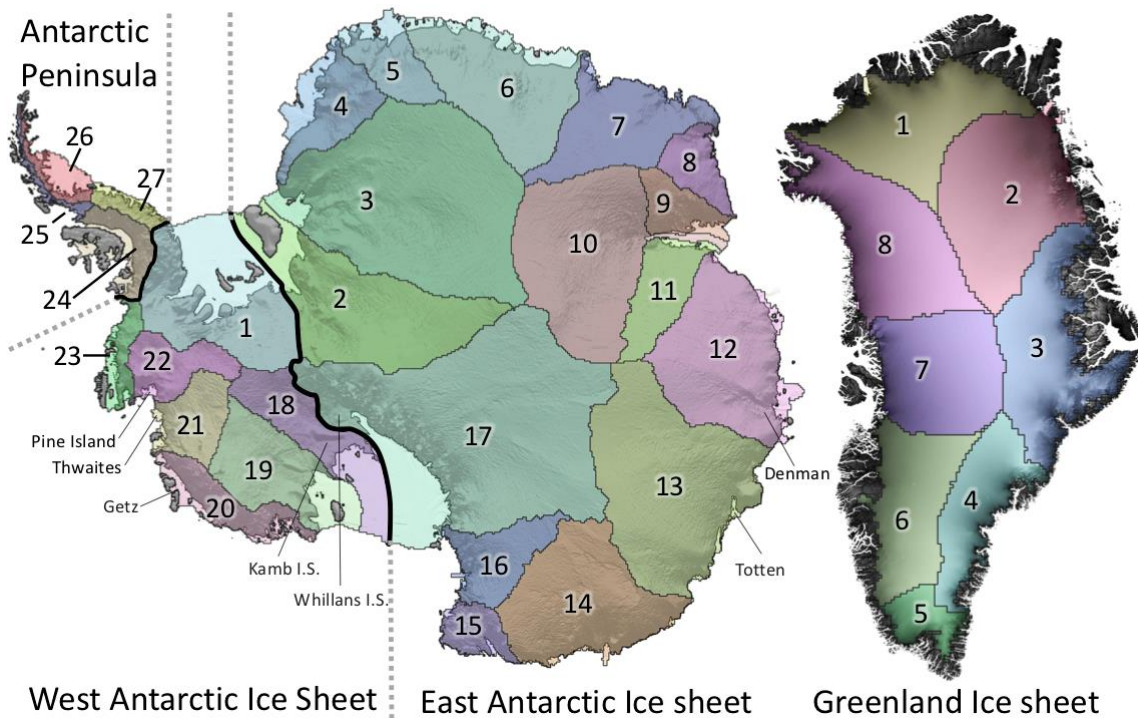 Antarctic
Peninsula
26
27
25
24
23
22
1
21
18
19
20
Pine Island
Thwaites
Getz
Kamb I.S.
Whillans I.S.
5
4
6
7
8
3
9
10
2
11
12
17
13
16
14
15
Denman
Totten
1
2
8
3
7
4
6
5
West Antarctic Ice Sheet
East Antarctic Ice sheet
Greenland Ice sheet